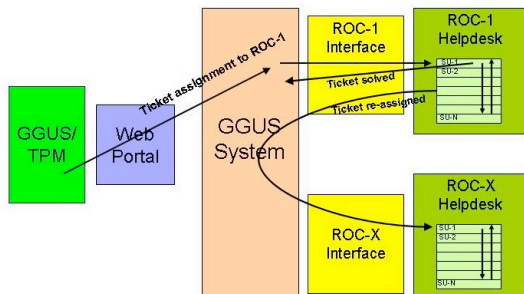 GGUS/
TPM
Web
Portal
Ticket assignment to ROC-1
GGUS
System
ROC-1
Interface
Ticket solved
Ticket re-assigned
ROC-1
Helpdesk
SU-1
SU-2
SU-N
ROC-X
Interface
ROC-X
Helpdesk
SU-1
SU-2
SU-N